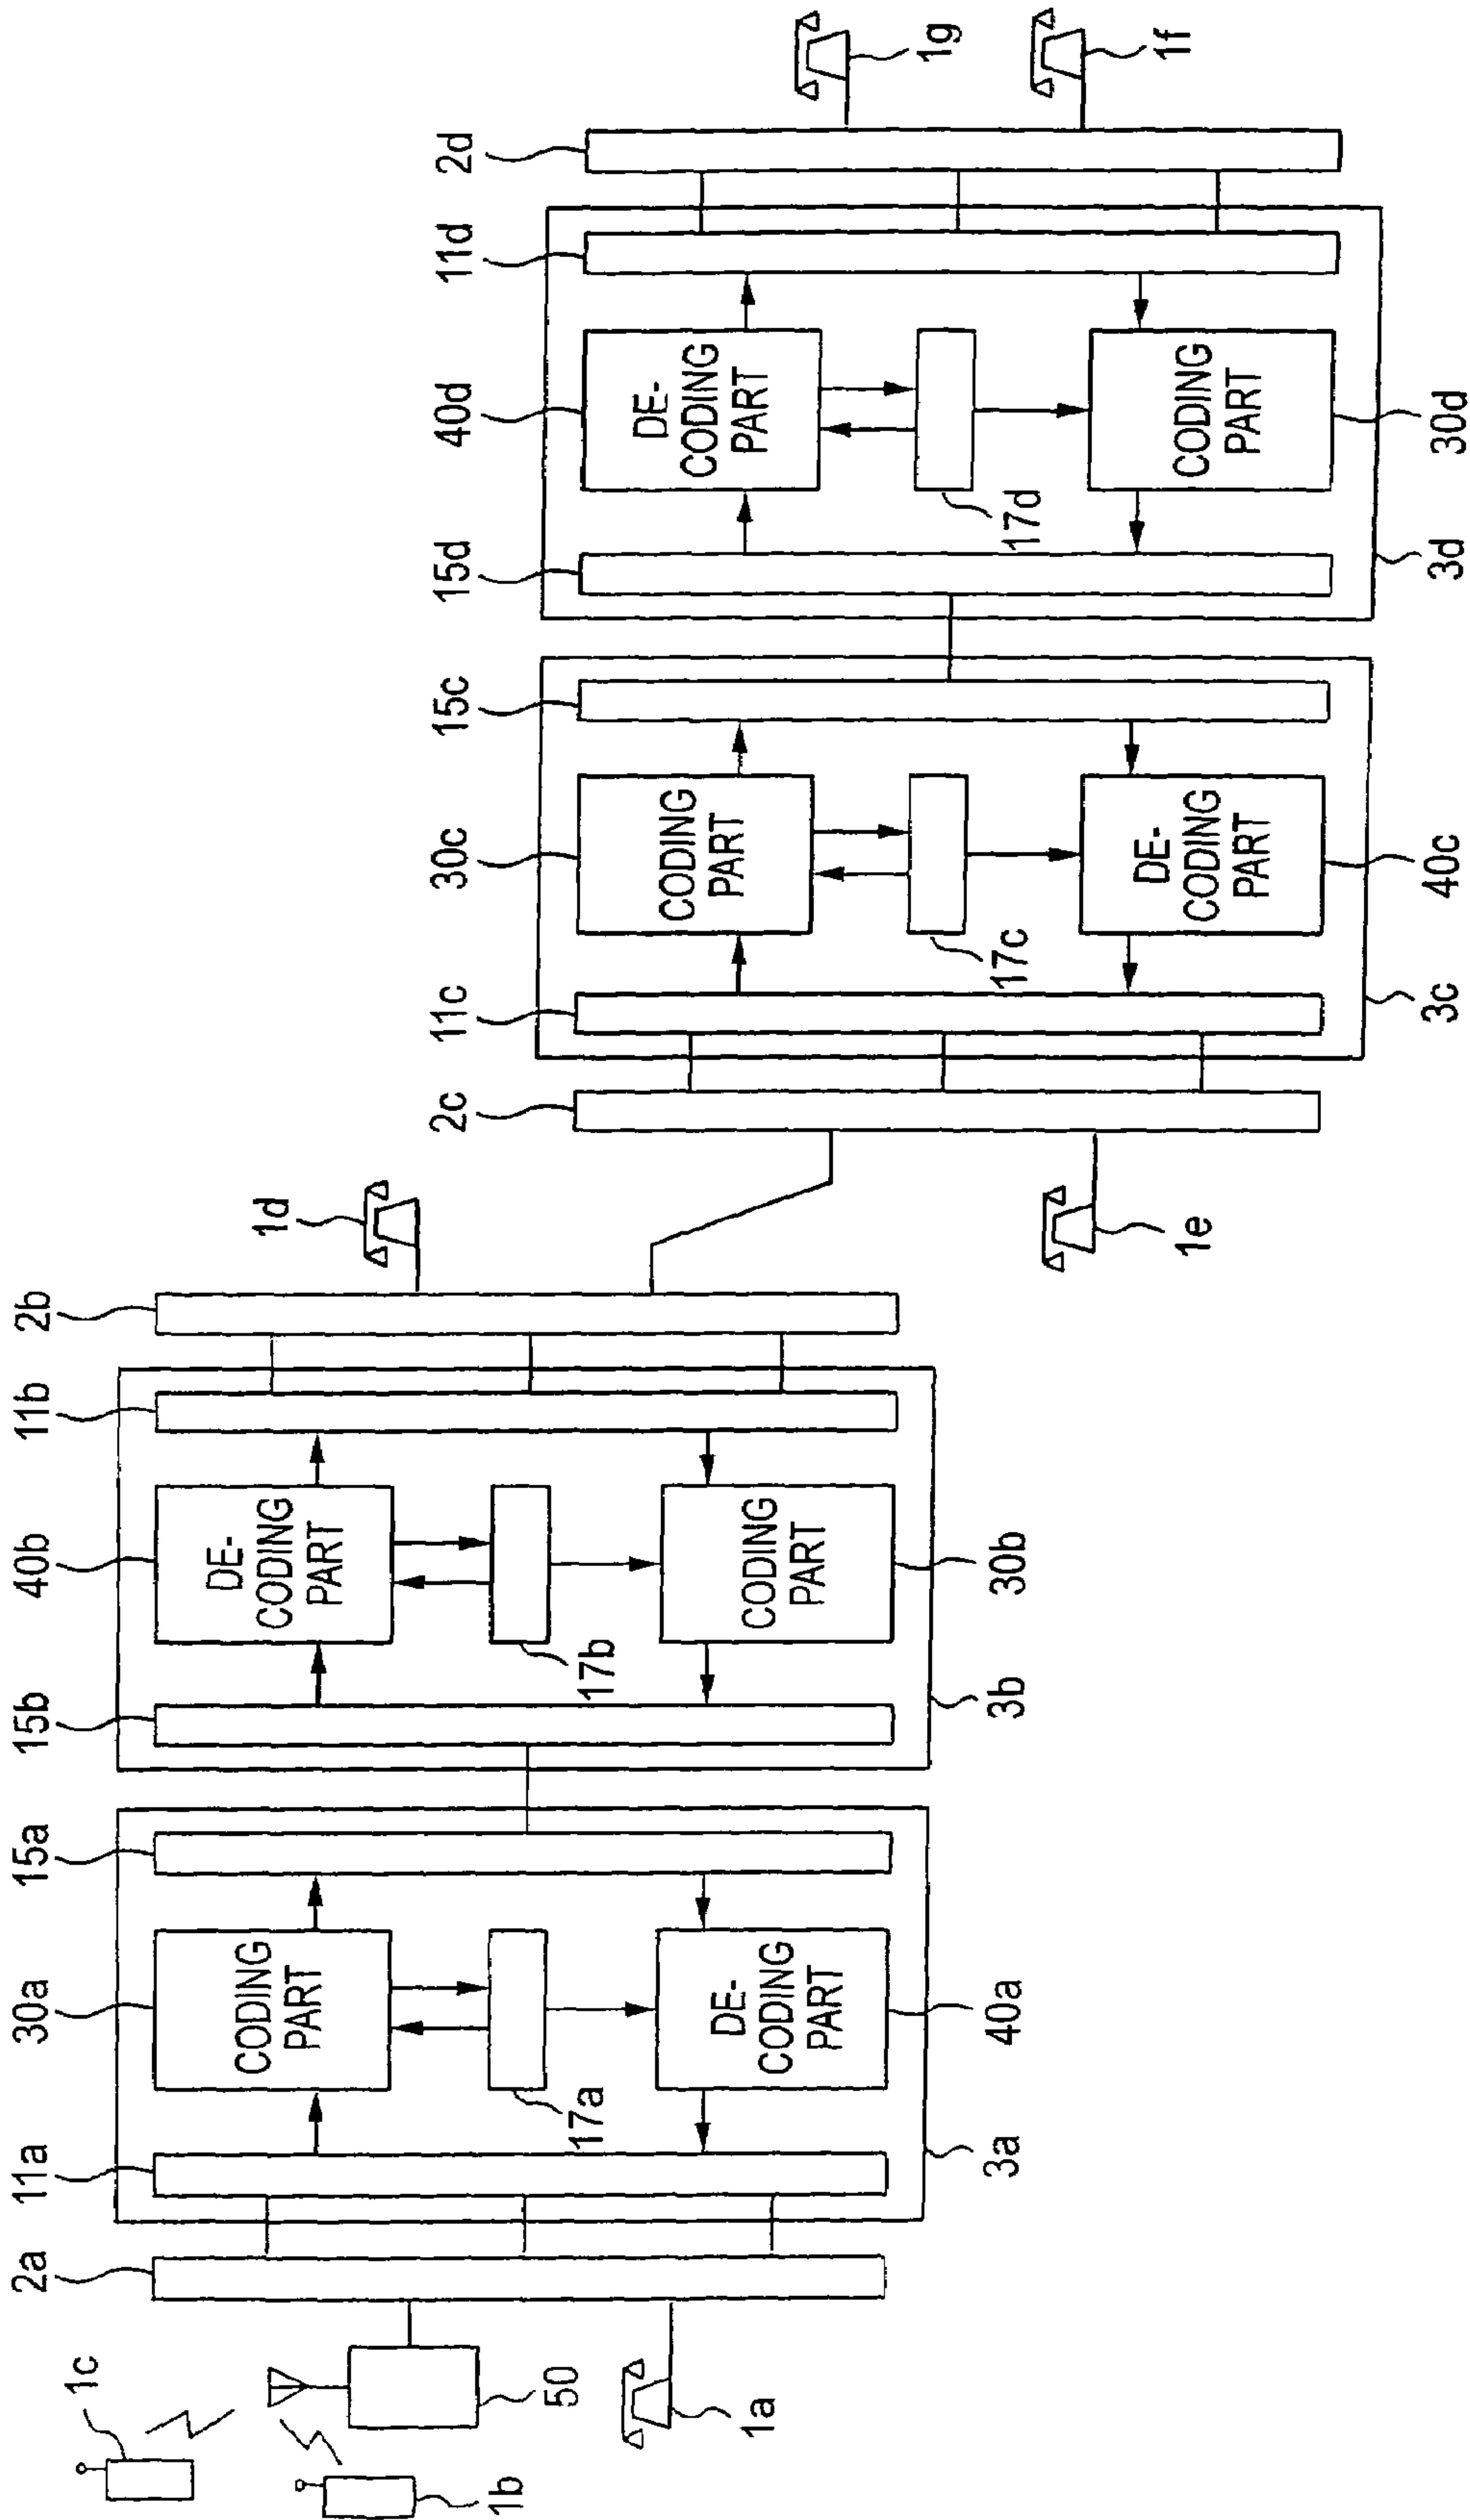 1c
1b
50
1a
2a
11a
30a
15a
CODING
PART
17a
DE-
CODING
PART
40a
3a
15b
40b
11b
2b
DE-
CODING
PART
17b
CODING
PART
30b
3b
1d
1e
2c
11c
30c
15c
CODING
PART
17c
DE-
CODING
PART
40c
3c
15d
40d
11d
2d
DE-
CODING
PART
17d
CODING
PART
30d
3d
1g
1f